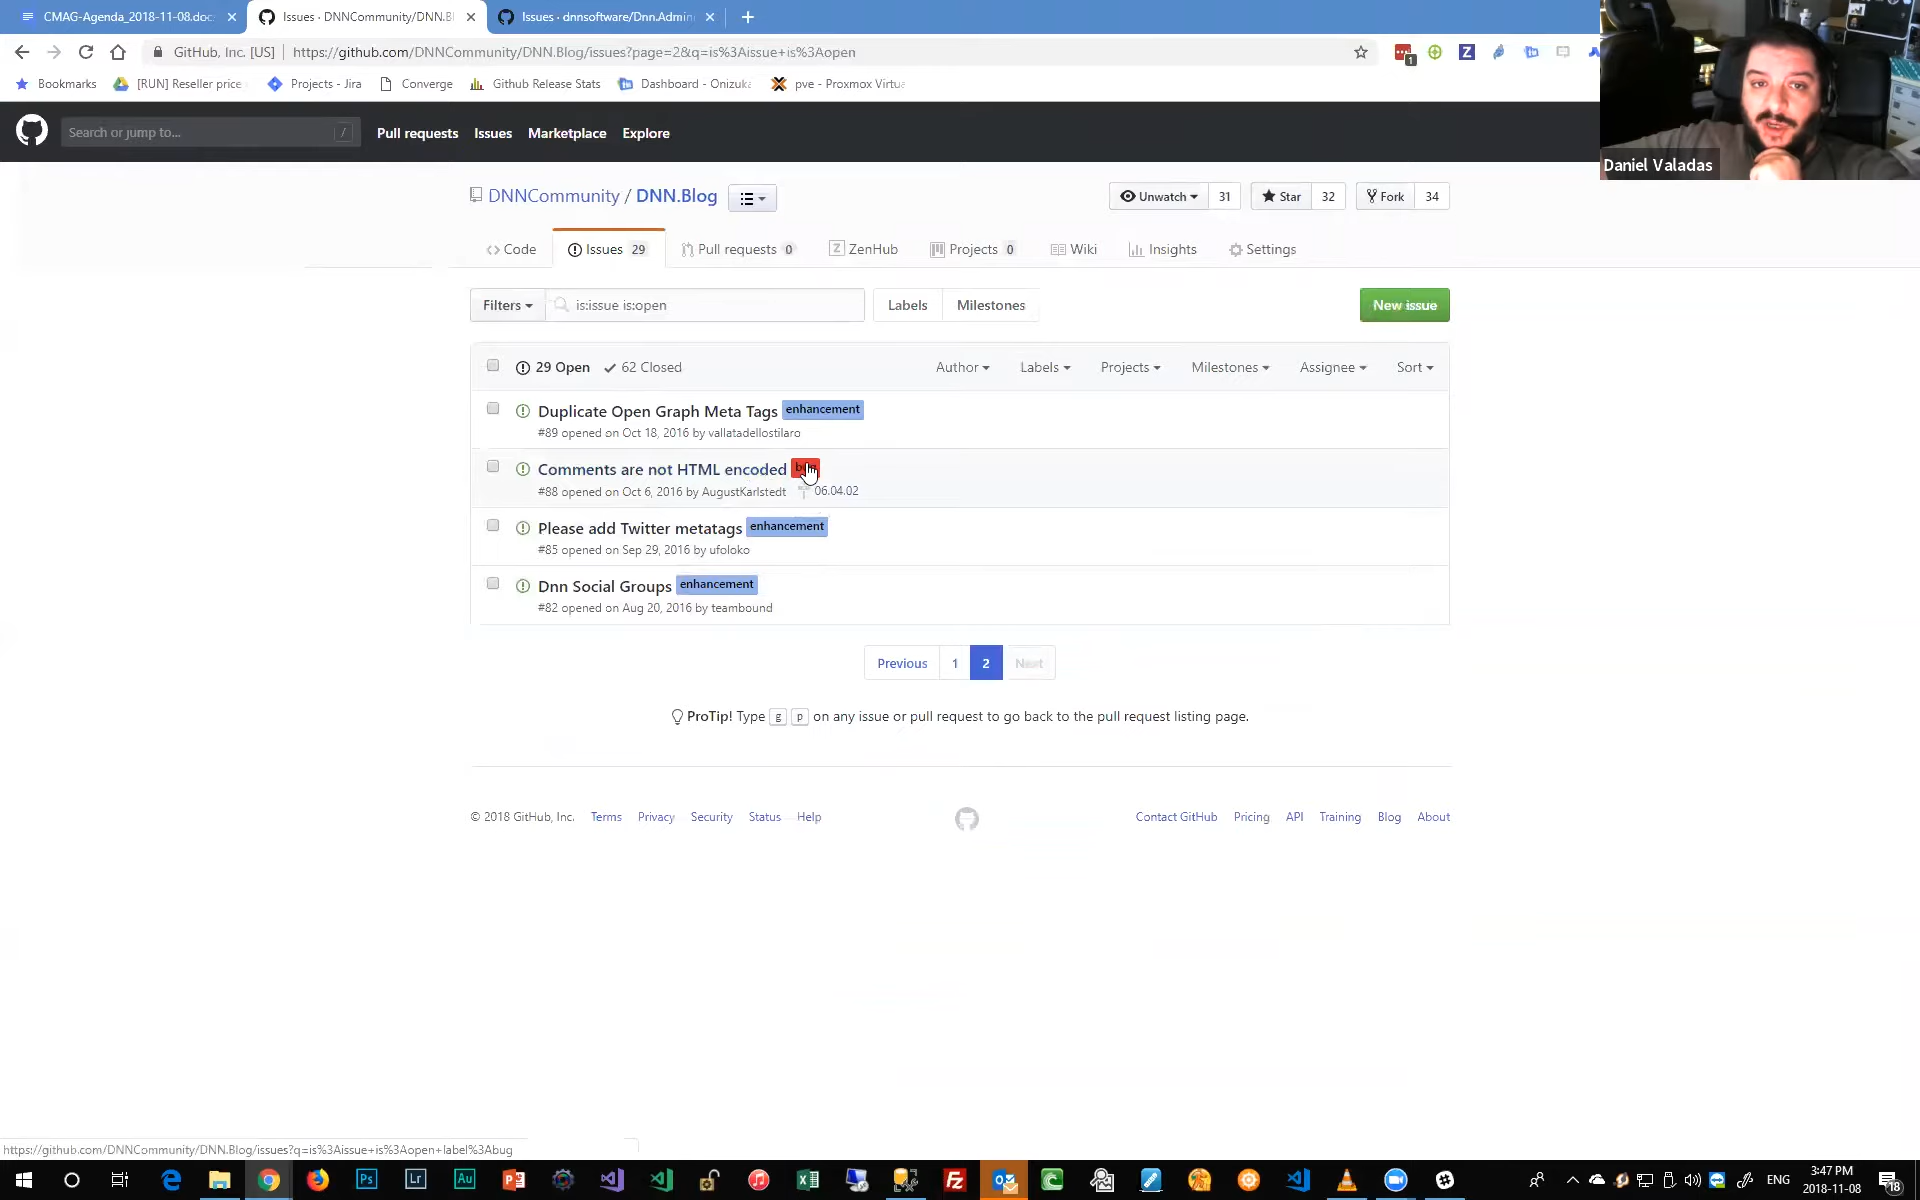 CMAG-Agenda_2018-11-08.doc
Issues · DNNCommunity/DNN.Bl
Issues · dnnsoftware/Dnn.Admin
GitHub, Inc. [US]
https://github.com/DNNCommunity/DNN.Blog/issues?page=2&q=is%3Aissue+is%3Aopen
1
Bookmarks
[RUN] Reseller price
Projects - Jira
Converge
Github Release Stats
Dashboard - Onizuka
pve - Proxmox Virtua
Search or jump to...
/
Pull requests
Issues
Marketplace
Explore
Daniel Valadas
DNNCommunity / DNN.Blog
Unwatch 31
Star 32
Fork 34
Code
Issues 29
Pull requests 0
ZenHub
Projects 0
Wiki
Insights
Settings
Filters
is:issue is:open
Labels
Milestones
New issue
29 Open
62 Closed
Author
Labels
Projects
Milestones
Assignee
Sort
Duplicate Open Graph Meta Tags enhancement
#89 opened on Oct 18, 2016 by vallatadellostilaro
Comments are not HTML encoded
#88 opened on Oct 6, 2016 by AugustKarlstedt 06.04.02
Please add Twitter metatags enhancement
#85 opened on Sep 29, 2016 by ufoloko
Dnn Social Groups enhancement
#82 opened on Aug 20, 2016 by teambound
Previous 1 2 Next
ProTip! Type g p on any issue or pull request to go back to the pull request listing page.
© 2018 GitHub, Inc.
Terms
Privacy
Security
Status
Help
Contact GitHub
Pricing
API
Training
Blog
About
https://github.com/DNNCommunity/DNN.Blog/issues?q=is%3Aissue+is%3Aopen+label%3Abug
Ps
Lr
Au
ENG
3:47 PM
2018-11-08
18